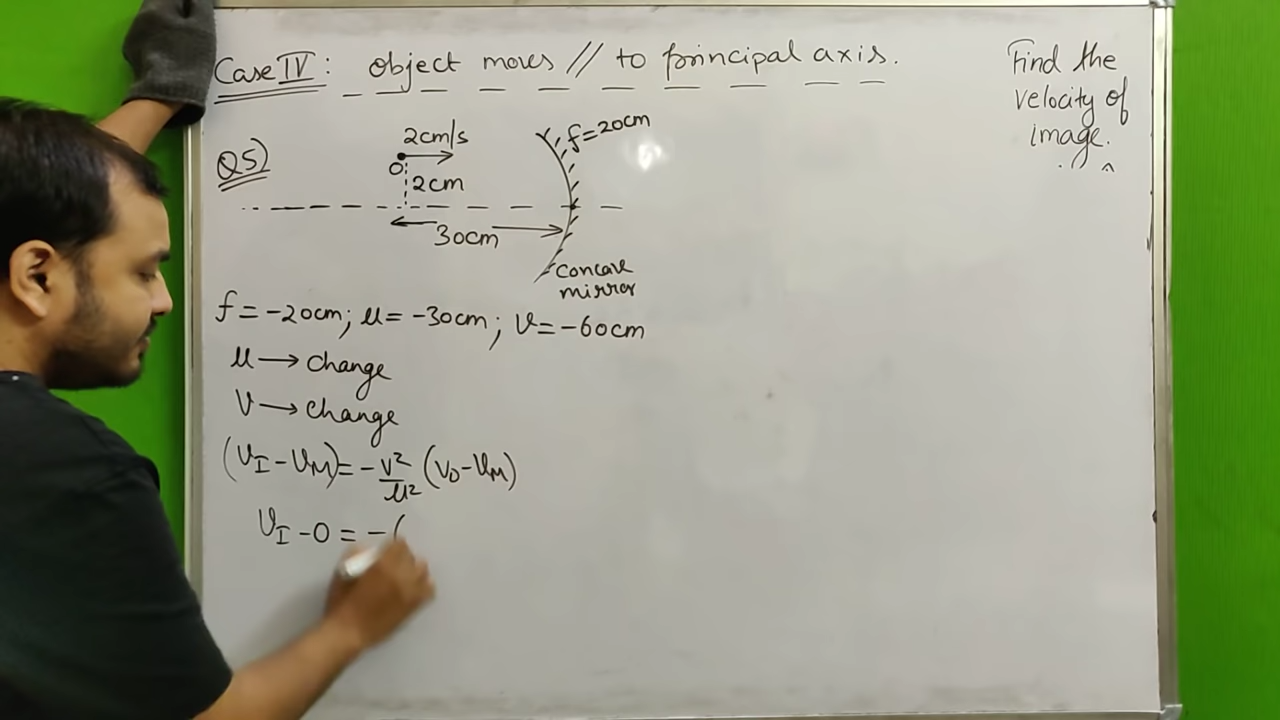 Case IV: object moves // to principal axis.
Find the
velocity of
image.
Q5)
2cm/s
O
2cm
30cm
f=20cm
Concave
mirror
f = -20cm; u = -30cm; v = -60cm
u → change
v → change
(V_I - V_M) = -v²/u² (V_O - V_M)
V_I - 0 = -(